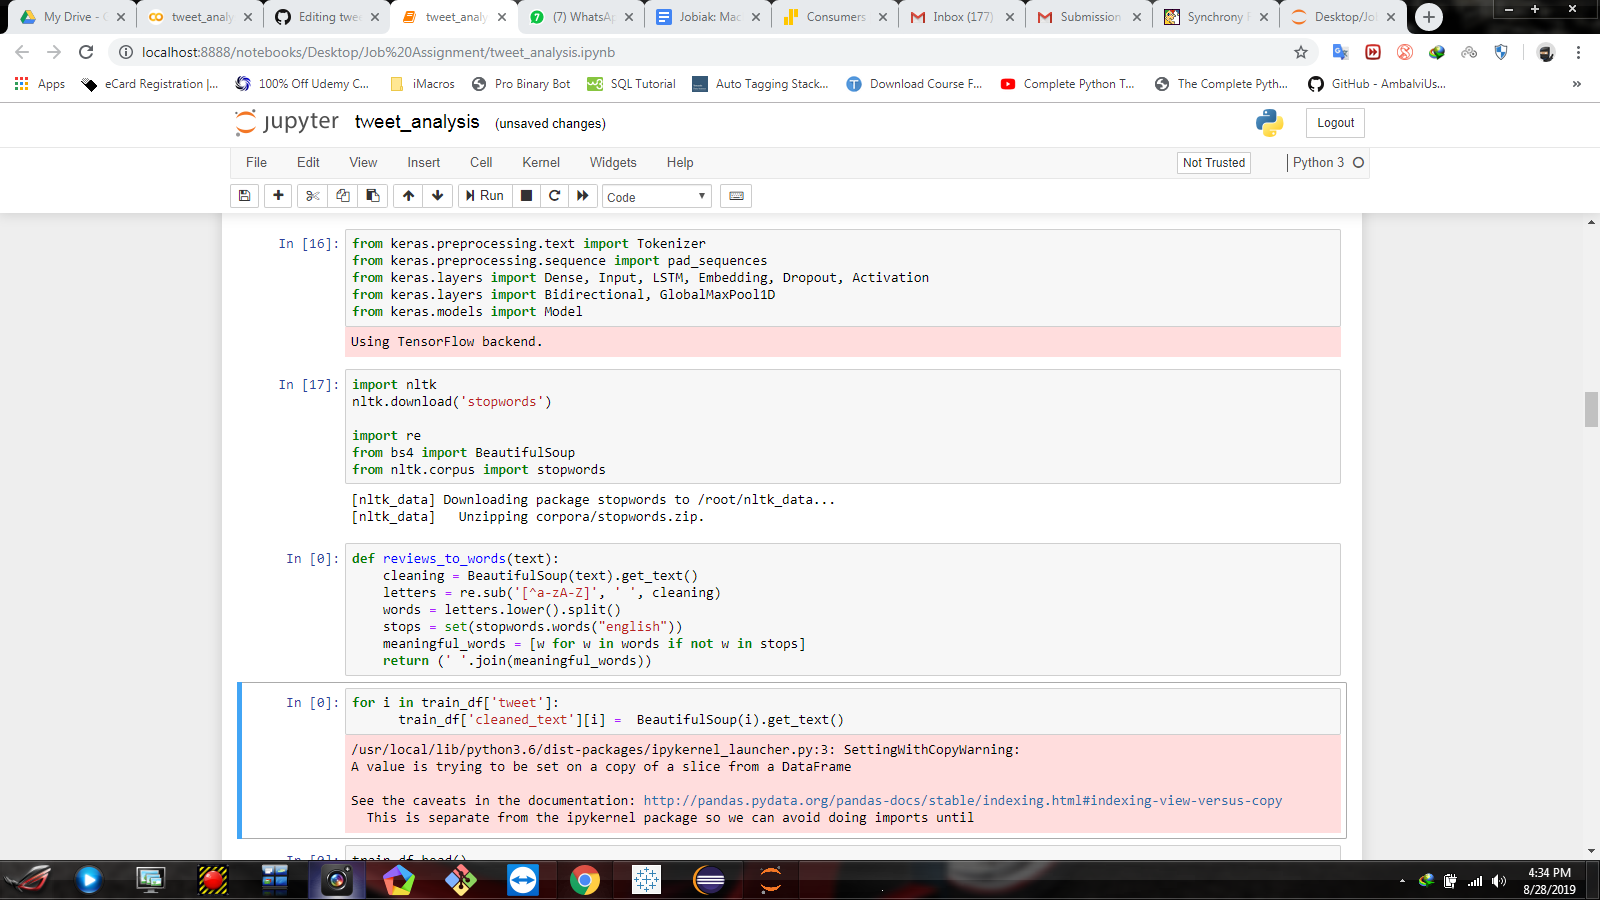 My Drive - G
tweet_analy
Editing twee
tweet_analy
(7) WhatsA
Jobiak: Mac
Consumers
Inbox (177)
Submission
Synchrony
Desktop/Jo
localhost:8888/notebooks/Desktop/Job%20Assignment/tweet_analysis.ipynb
Apps
eCard Registration |...
100% Off Udemy C...
iMacros
Pro Binary Bot
SQL Tutorial
Auto Tagging Stack...
Download Course F...
Complete Python T...
The Complete Pyth...
GitHub - AmbalviUs...
»
jupyter tweet_analysis (unsaved changes)
Logout
File Edit View Insert Cell Kernel Widgets Help
Not Trusted
Python 3
Run
Code
In [16]: from keras.preprocessing.text import Tokenizer
from keras.preprocessing.sequence import pad_sequences
from keras.layers import Dense, Input, LSTM, Embedding, Dropout, Activation
from keras.layers import Bidirectional, GlobalMaxPool1D
from keras.models import Model
Using TensorFlow backend.
In [17]: import nltk
nltk.download('stopwords')
import re
from bs4 import BeautifulSoup
from nltk.corpus import stopwords
[nltk_data] Downloading package stopwords to /root/nltk_data...
[nltk_data]   Unzipping corpora/stopwords.zip.
In [0]: def reviews_to_words(text):
    cleaning = BeautifulSoup(text).get_text()
    letters = re.sub('[^a-zA-Z]', ' ', cleaning)
    words = letters.lower().split()
    stops = set(stopwords.words("english"))
    meaningful_words = [w for w in words if not w in stops]
    return (' '.join(meaningful_words))
In [0]: for i in train_df['tweet']:
      train_df['cleaned_text'][i] =  BeautifulSoup(i).get_text()
/usr/local/lib/python3.6/dist-packages/ipykernel_launcher.py:3: SettingWithCopyWarning:
A value is trying to be set on a copy of a slice from a DataFrame
See the caveats in the documentation: http://pandas.pydata.org/pandas-docs/stable/indexing.html#indexing-view-versus-copy
  This is separate from the ipykernel package so we can avoid doing imports until
In [0]: train_df.head()
4:34 PM
8/28/2019